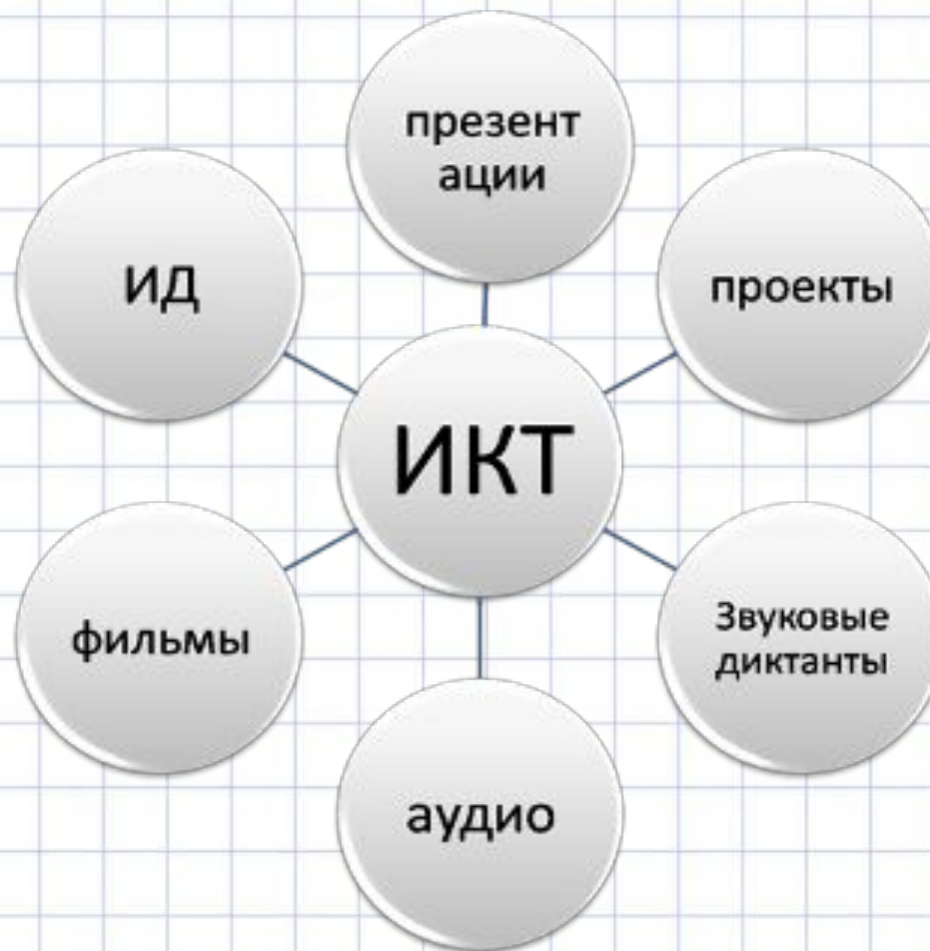 презент
ации
ИД
проекты
ИКТ
фильмы
Звуковые
диктанты
аудио